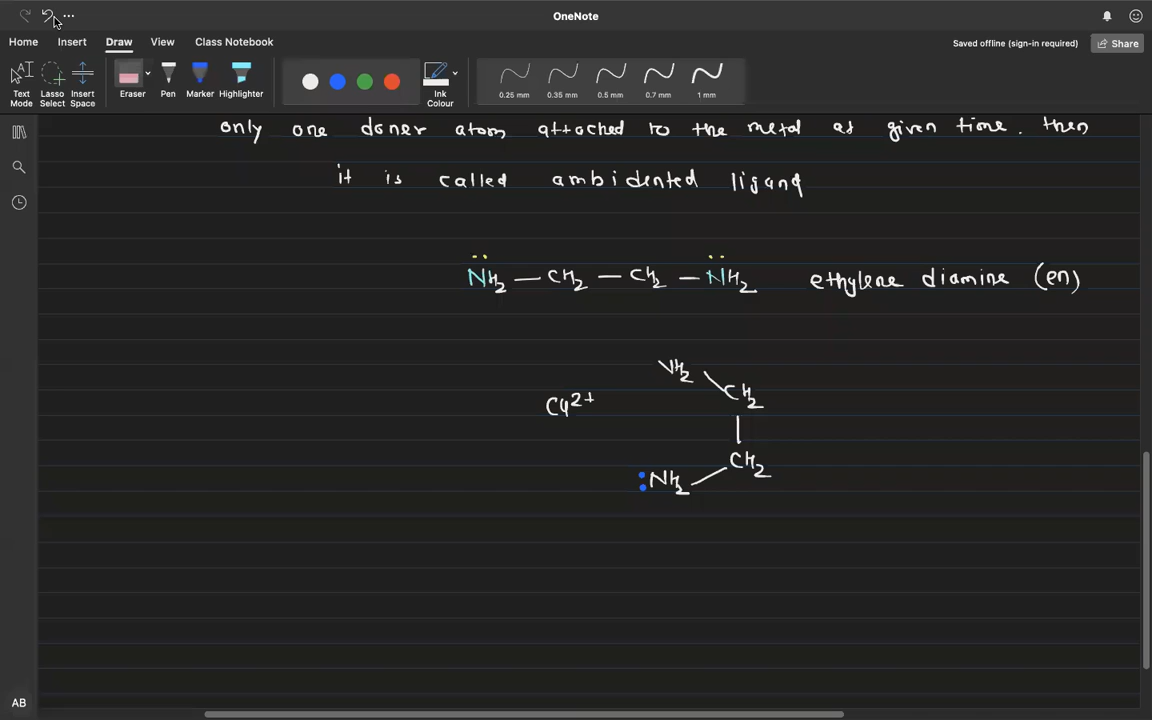 OneNote
Home Insert Draw View Class Notebook
Saved offline (sign-in required) Share
Text Mode Lasso Select Insert Space Eraser Pen Marker Highlighter Ink Colour 0.25 mm 0.35 mm 0.5 mm 0.7 mm 1 mm
only one doner atom attached to the metal at given time. then
it is called ambidented ligand
NH2 — CH2 — CH2 — NH2 ethylene diamine (en)
NH2
CH2
Cu2+
CH2
:NH2
AB